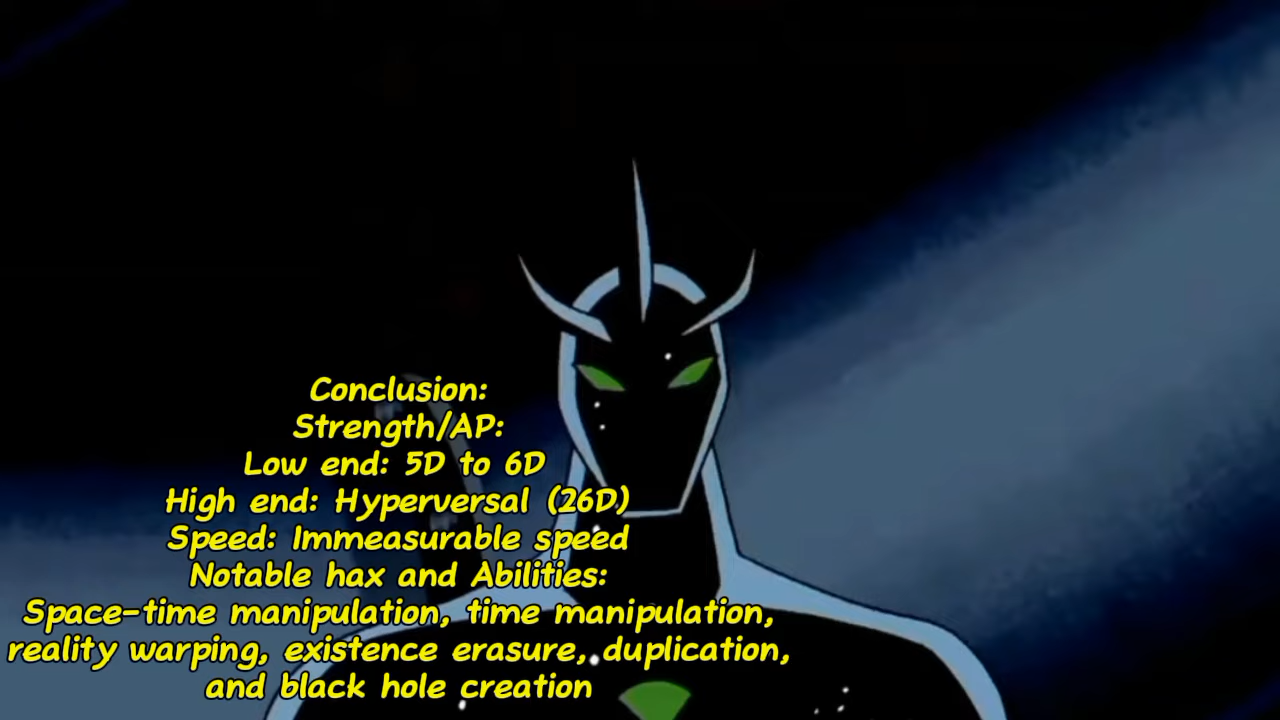 Conclusion:
Strength/AP:
Low end: 5D to 6D
High end: Hyperversal (26D)
Speed: Immeasurable speed
Notable hax and Abilities:
Space-time manipulation, time manipulation,
reality warping, existence erasure, duplication,
and black hole creation